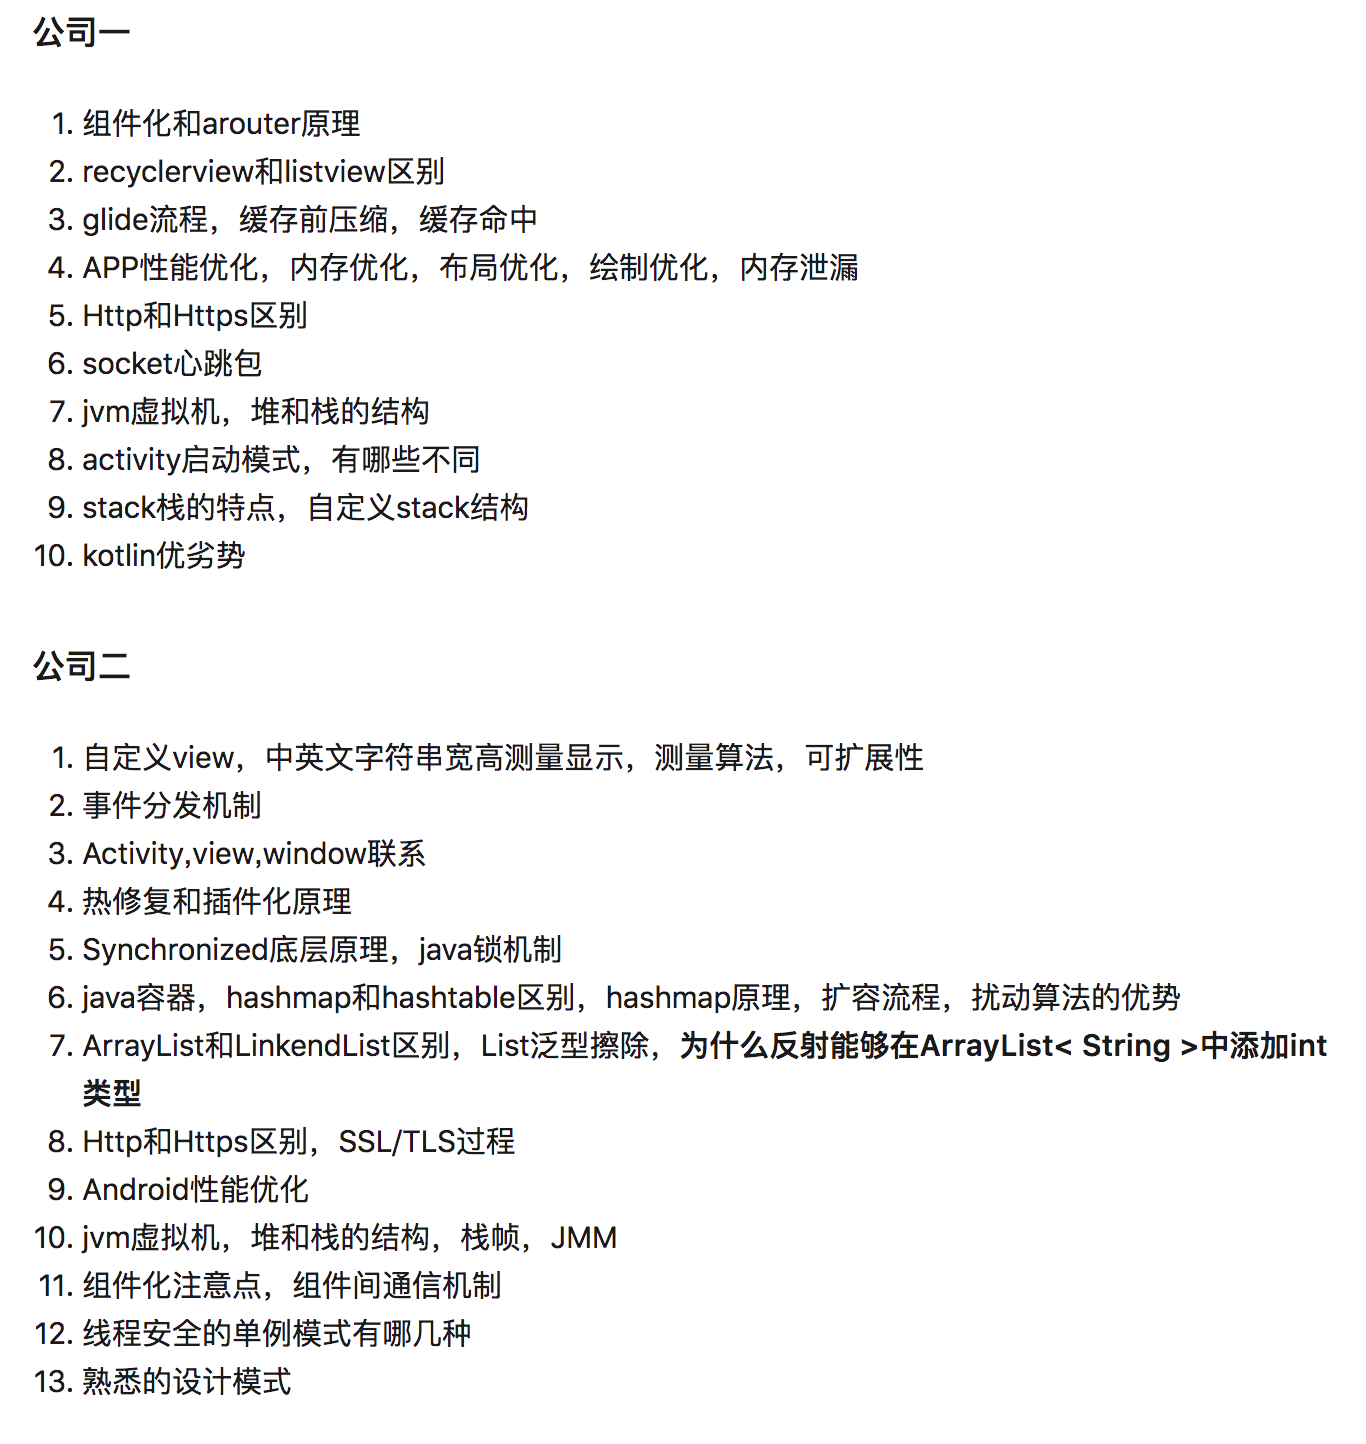 公司一
1. 组件化和arouter原理
2. recyclerview和listview区别
3. glide流程，缓存前压缩，缓存命中
4. APP性能优化，内存优化，布局优化，绘制优化，内存泄漏
5. Http和Https区别
6. socket心跳包
7. jvm虚拟机，堆和栈的结构
8. activity启动模式，有哪些不同
9. stack栈的特点，自定义stack结构
10. kotlin优劣势
公司二
1. 自定义view，中英文字符串宽高测量显示，测量算法，可扩展性
2. 事件分发机制
3. Activity,view,window联系
4. 热修复和插件化原理
5. Synchronized底层原理，java锁机制
6. java容器，hashmap和hashtable区别，hashmap原理，扩容流程，扰动算法的优势
7. ArrayList和LinkendList区别，List泛型擦除，为什么反射能够在ArrayList< String >中添加int
类型
8. Http和Https区别，SSL/TLS过程
9. Android性能优化
10. jvm虚拟机，堆和栈的结构，栈帧，JMM
11. 组件化注意点，组件间通信机制
12. 线程安全的单例模式有哪几种
13. 熟悉的设计模式